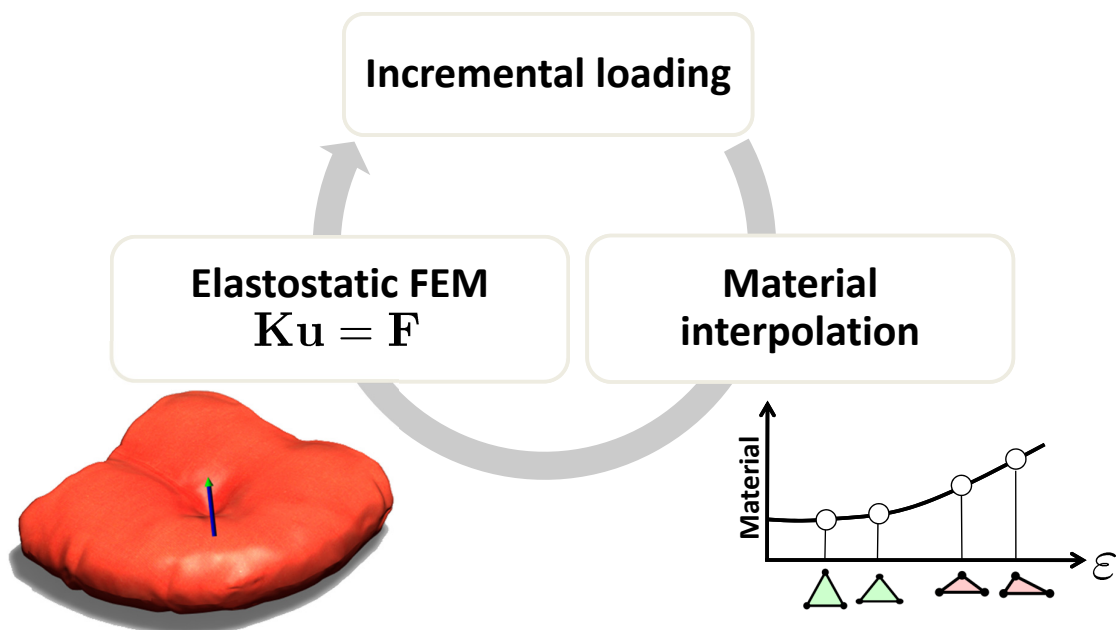 Incremental loading
Elastostatic FEM
Ku = F
Material
interpolation
Material
ε